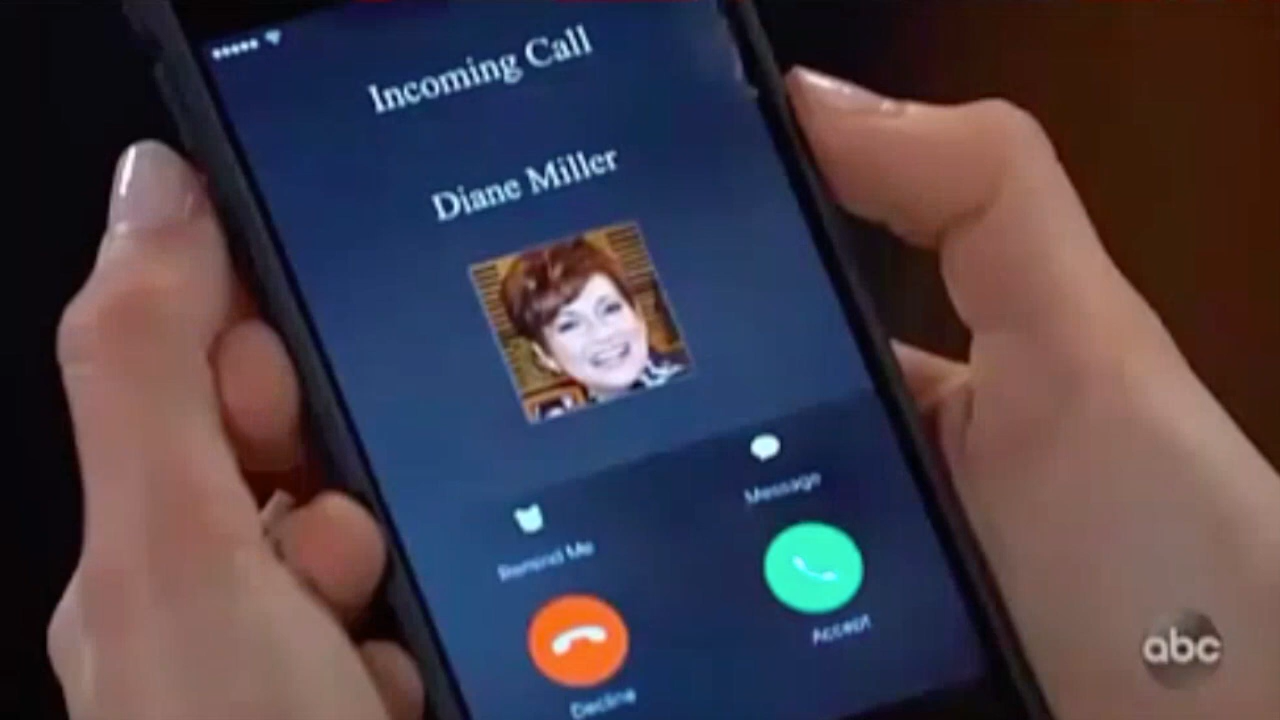 Incoming Call
Diane Miller
Message
Remind Me
Accept
Decline
abc